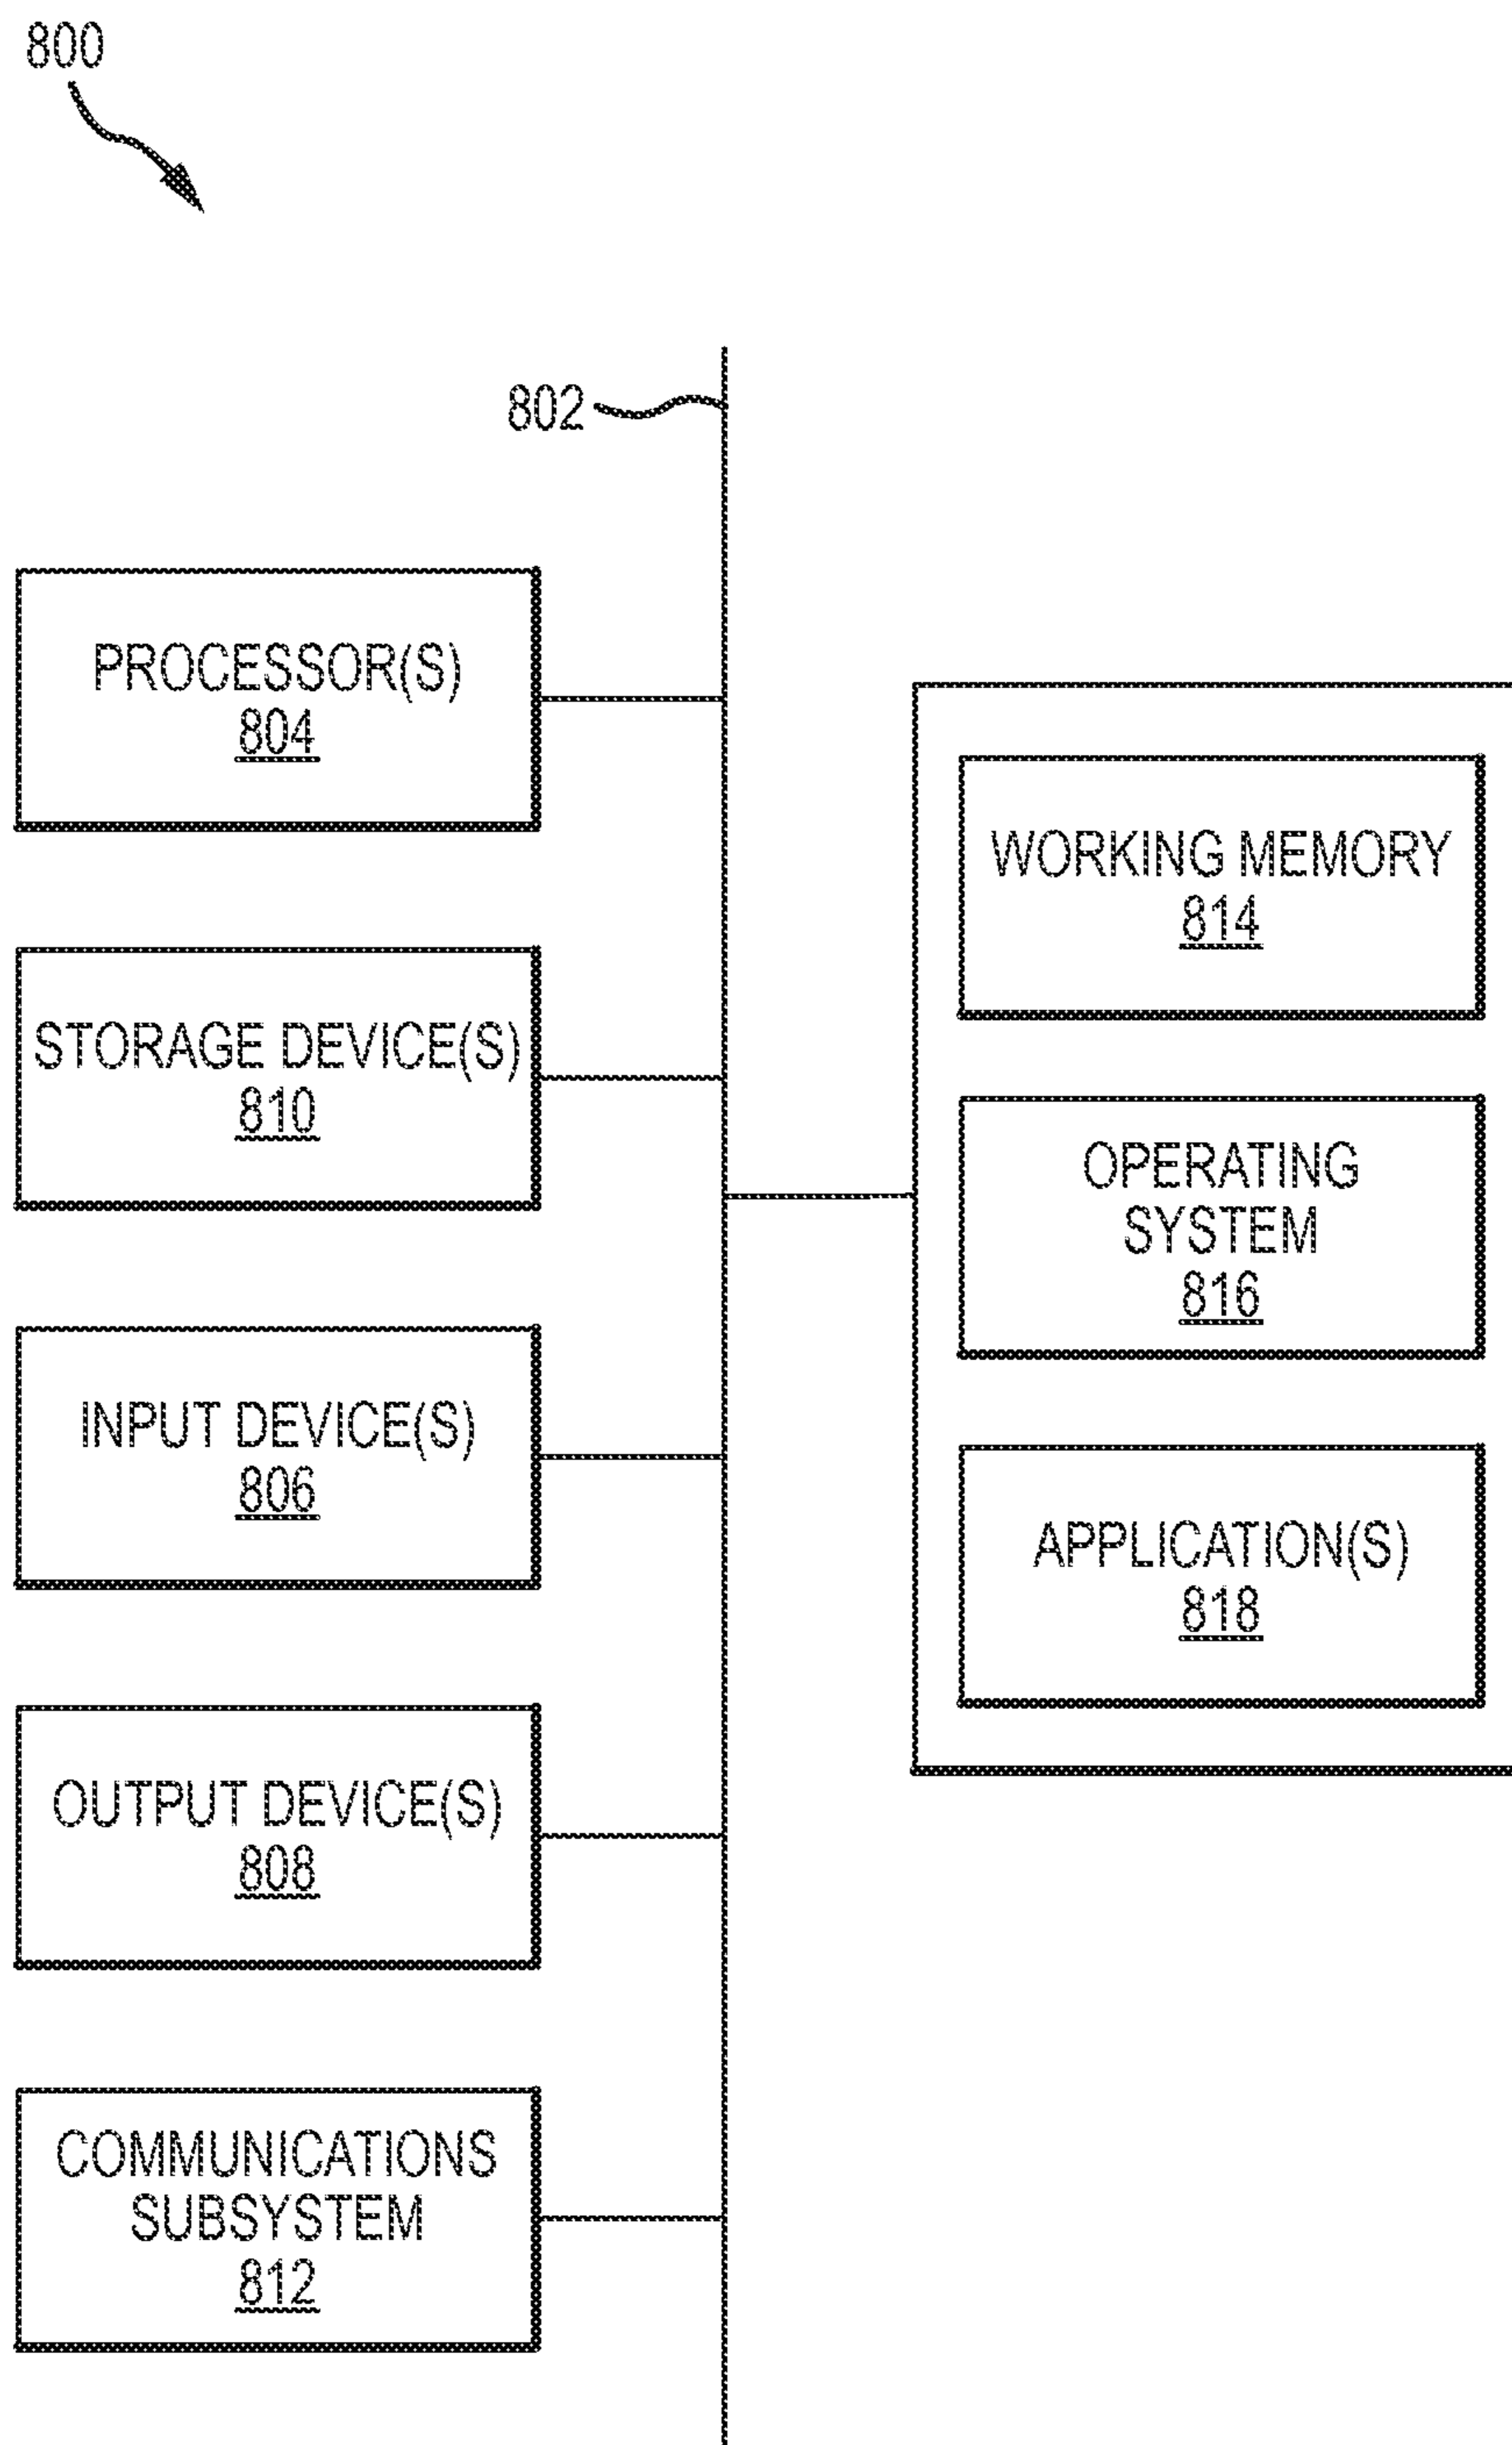 800
802
PROCESSOR(S)
804
STORAGE DEVICE(S)
810
INPUT DEVICE(S)
806
OUTPUT DEVICE(S)
808
COMMUNICATIONS
SUBSYSTEM
812
WORKING MEMORY
814
OPERATING
SYSTEM
816
APPLICATION(S)
818